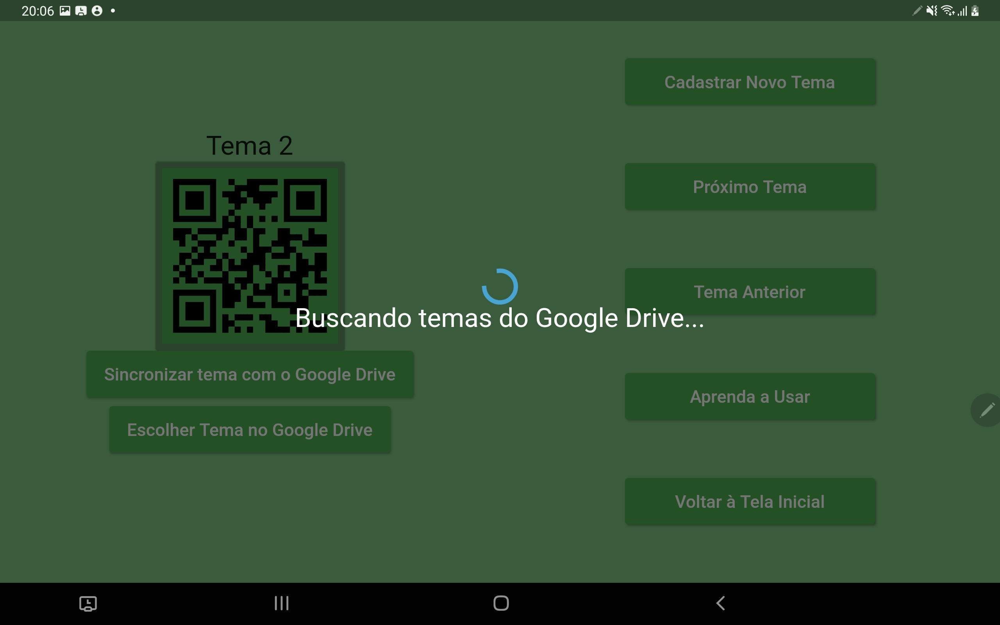 20:06
Tema 2
Sincronizar tema com o Google Drive
Escolher Tema no Google Drive
Buscando temas do Google Drive...
Cadastrar Novo Tema
Próximo Tema
Tema Anterior
Aprenda a Usar
Voltar à Tela Inicial